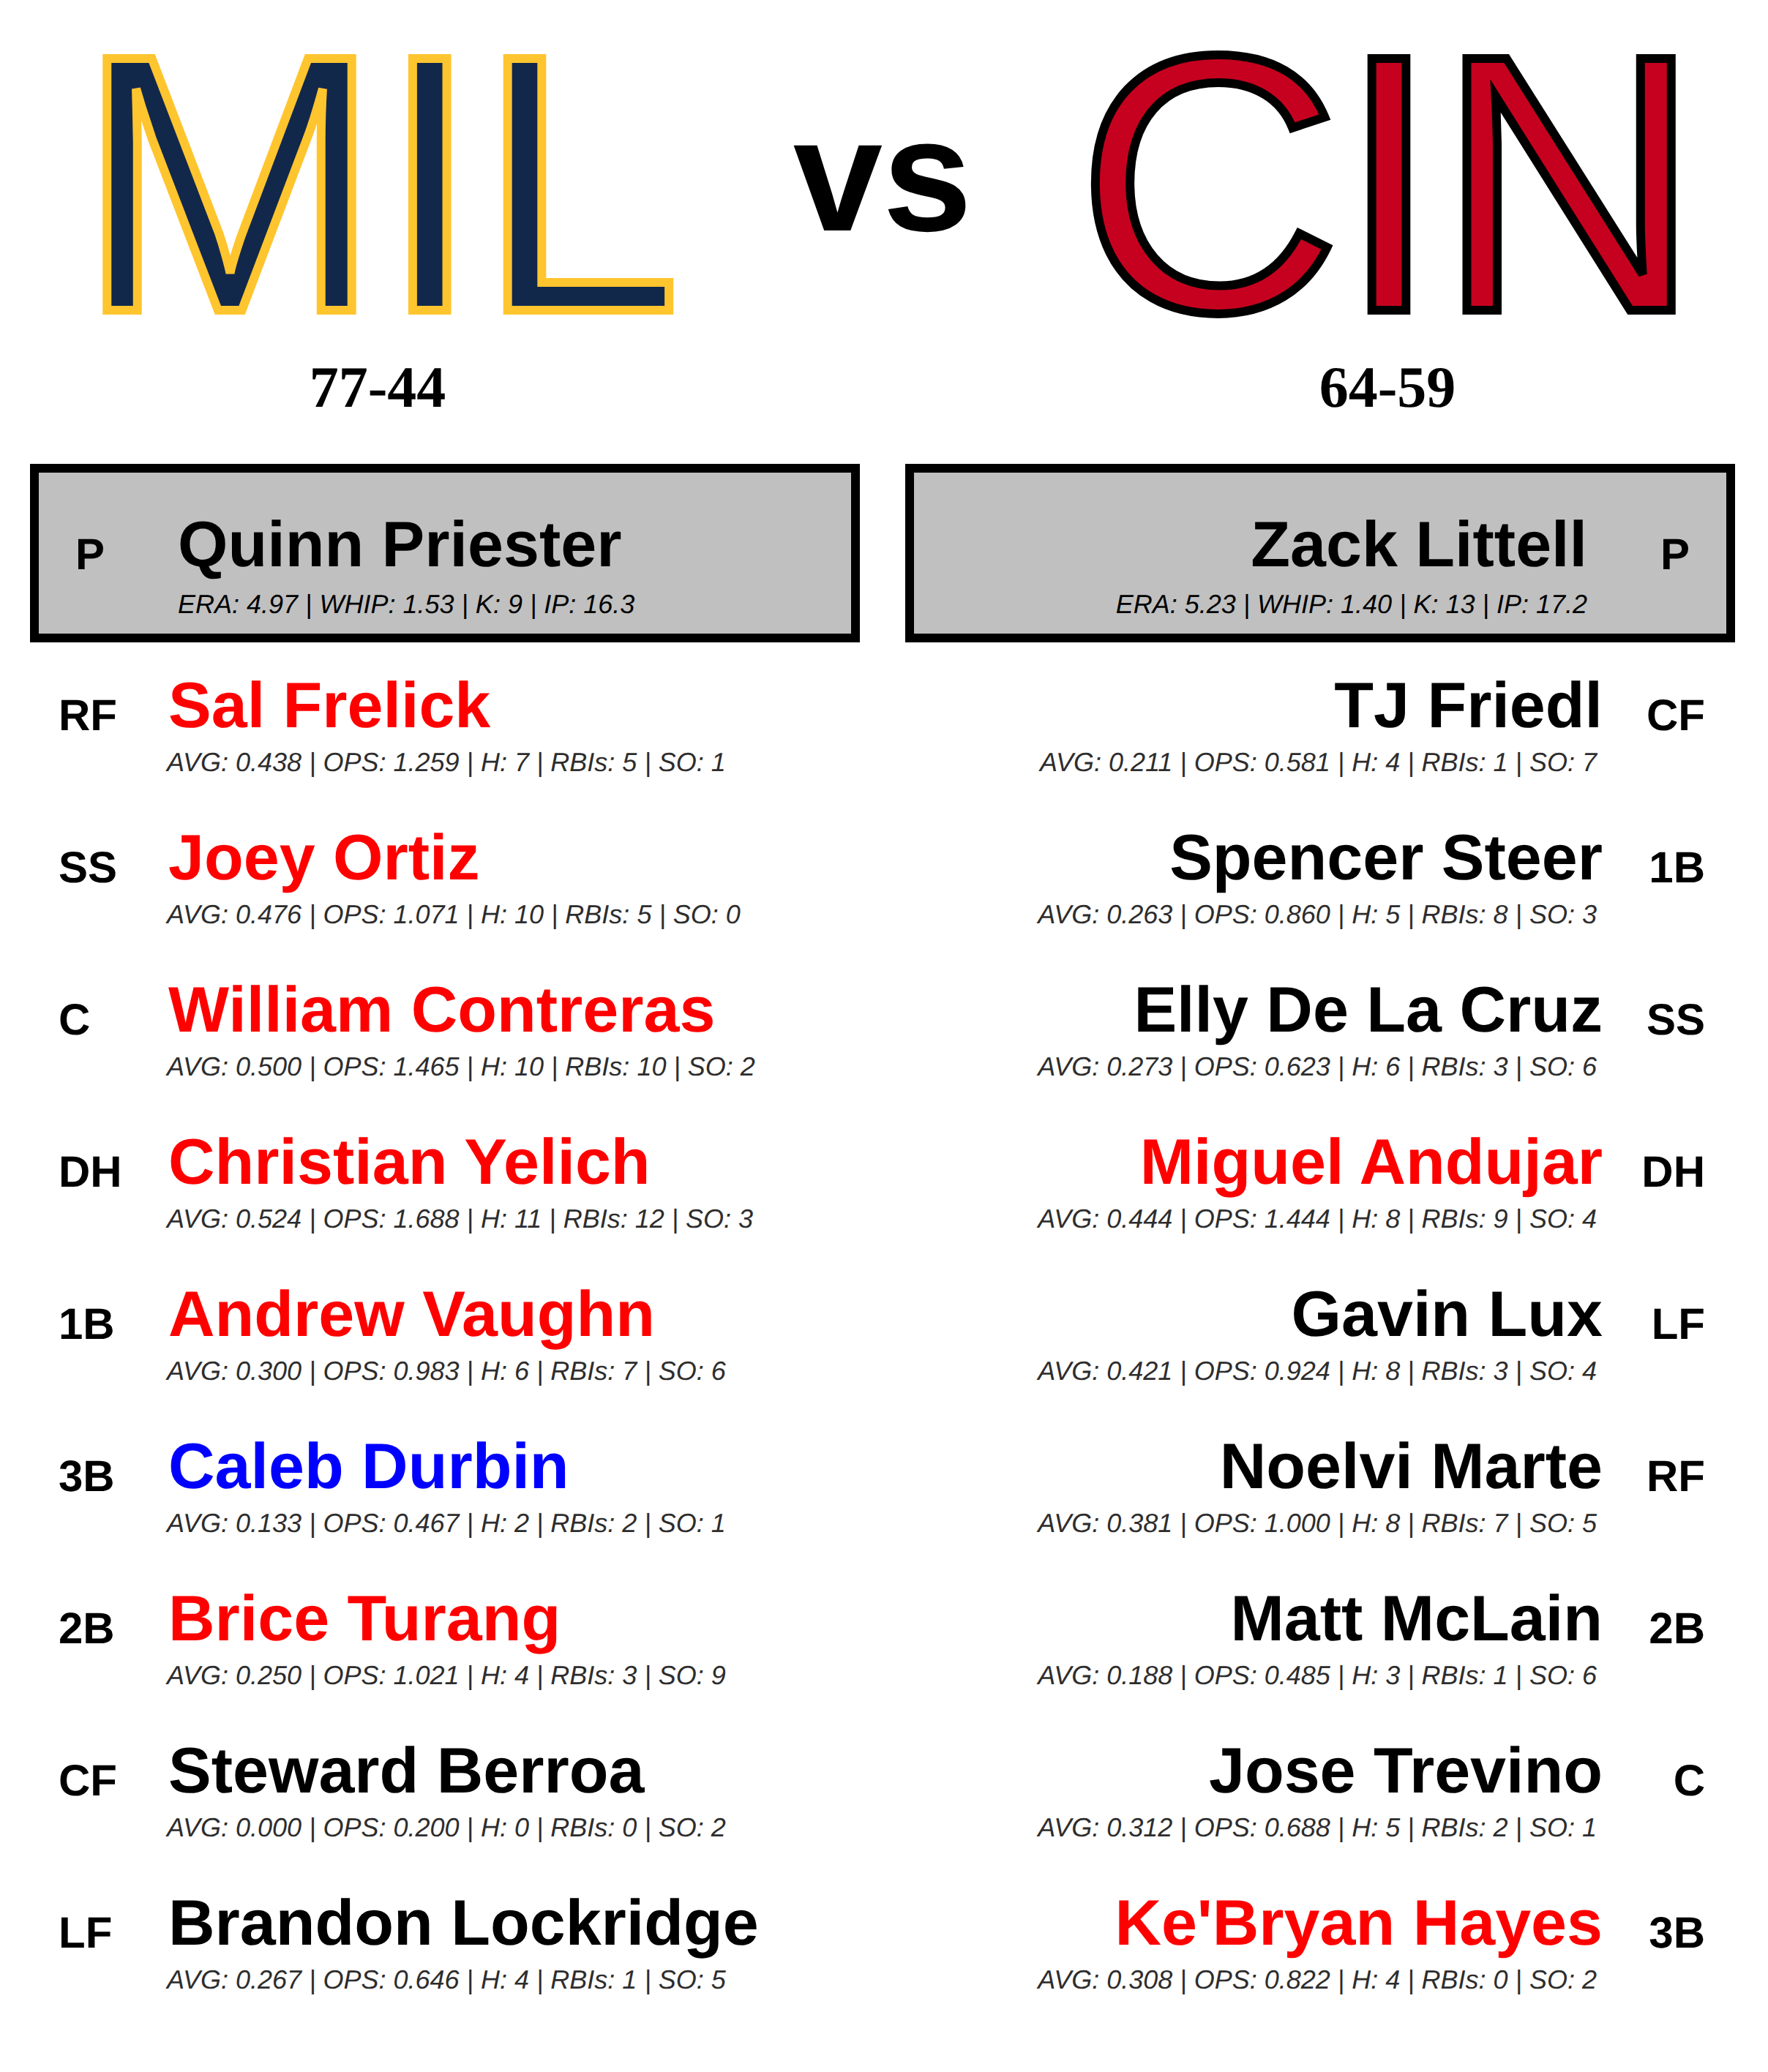 MIL vs CIN
77-44
64-59
P Quinn Priester
ERA: 4.97 | WHIP: 1.53 | K: 9 | IP: 16.3
Zack Littell P
ERA: 5.23 | WHIP: 1.40 | K: 13 | IP: 17.2
RF Sal Frelick
AVG: 0.438 | OPS: 1.259 | H: 7 | RBIs: 5 | SO: 1
SS Joey Ortiz
AVG: 0.476 | OPS: 1.071 | H: 10 | RBIs: 5 | SO: 0
C William Contreras
AVG: 0.500 | OPS: 1.465 | H: 10 | RBIs: 10 | SO: 2
DH Christian Yelich
AVG: 0.524 | OPS: 1.688 | H: 11 | RBIs: 12 | SO: 3
1B Andrew Vaughn
AVG: 0.300 | OPS: 0.983 | H: 6 | RBIs: 7 | SO: 6
3B Caleb Durbin
AVG: 0.133 | OPS: 0.467 | H: 2 | RBIs: 2 | SO: 1
2B Brice Turang
AVG: 0.250 | OPS: 1.021 | H: 4 | RBIs: 3 | SO: 9
CF Steward Berroa
AVG: 0.000 | OPS: 0.200 | H: 0 | RBIs: 0 | SO: 2
LF Brandon Lockridge
AVG: 0.267 | OPS: 0.646 | H: 4 | RBIs: 1 | SO: 5
TJ Friedl CF
AVG: 0.211 | OPS: 0.581 | H: 4 | RBIs: 1 | SO: 7
Spencer Steer 1B
AVG: 0.263 | OPS: 0.860 | H: 5 | RBIs: 8 | SO: 3
Elly De La Cruz SS
AVG: 0.273 | OPS: 0.623 | H: 6 | RBIs: 3 | SO: 6
Miguel Andujar DH
AVG: 0.444 | OPS: 1.444 | H: 8 | RBIs: 9 | SO: 4
Gavin Lux LF
AVG: 0.421 | OPS: 0.924 | H: 8 | RBIs: 3 | SO: 4
Noelvi Marte RF
AVG: 0.381 | OPS: 1.000 | H: 8 | RBIs: 7 | SO: 5
Matt McLain 2B
AVG: 0.188 | OPS: 0.485 | H: 3 | RBIs: 1 | SO: 6
Jose Trevino C
AVG: 0.312 | OPS: 0.688 | H: 5 | RBIs: 2 | SO: 1
Ke'Bryan Hayes 3B
AVG: 0.308 | OPS: 0.822 | H: 4 | RBIs: 0 | SO: 2